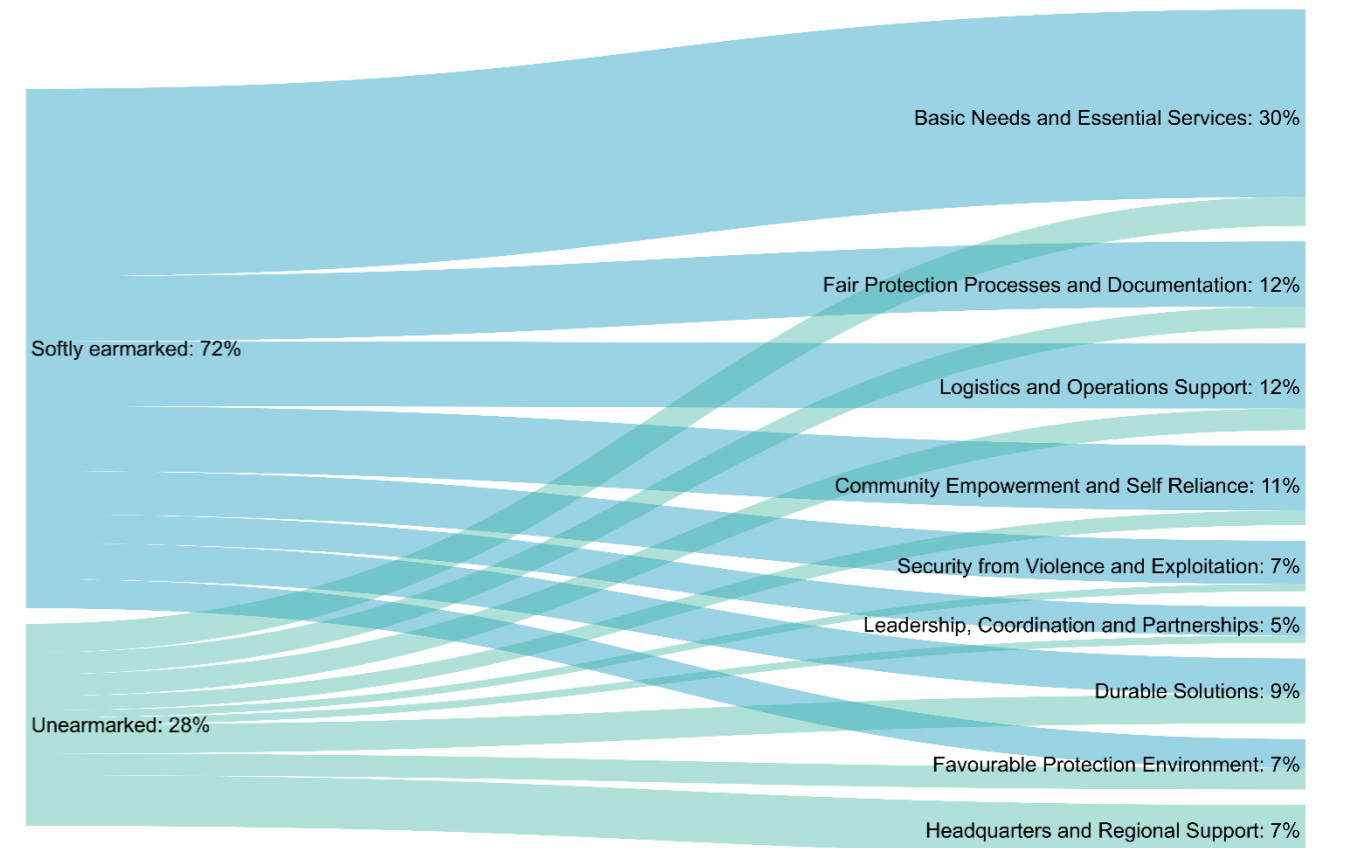 Basic Needs and Essential Services: 30%
Fair Protection Processes and Documentation: 12%
Softly earmarked: 72%
Logistics and Operations Support: 12%
Community Empowerment and Self Reliance: 11%
Security from Violence and Exploitation: 7%
Leadership, Coordination and Partnerships: 5%
Durable Solutions: 9%
Unearmarked: 28%
Favourable Protection Environment: 7%
Headquarters and Regional Support: 7%